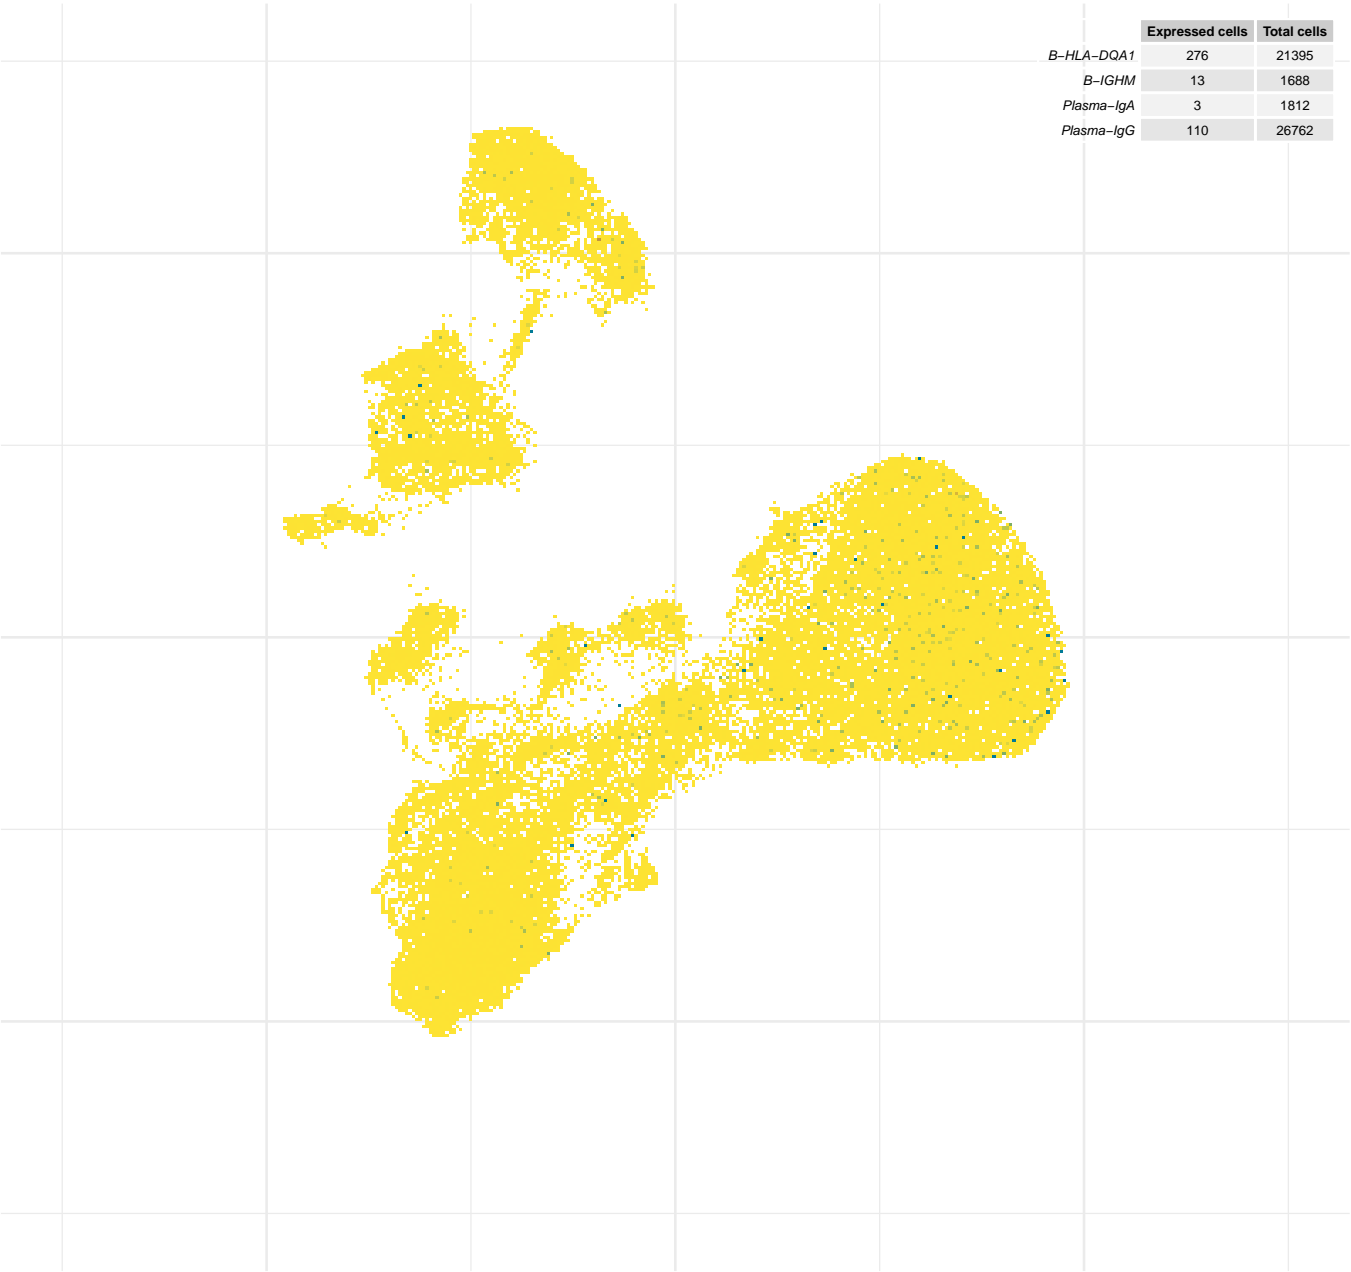 Expressed cells Total cells
B−HLA−DQA1 276 21395
B−IGHM 13 1688
Plasma−IgA 3 1812
Plasma−IgG 110 26762